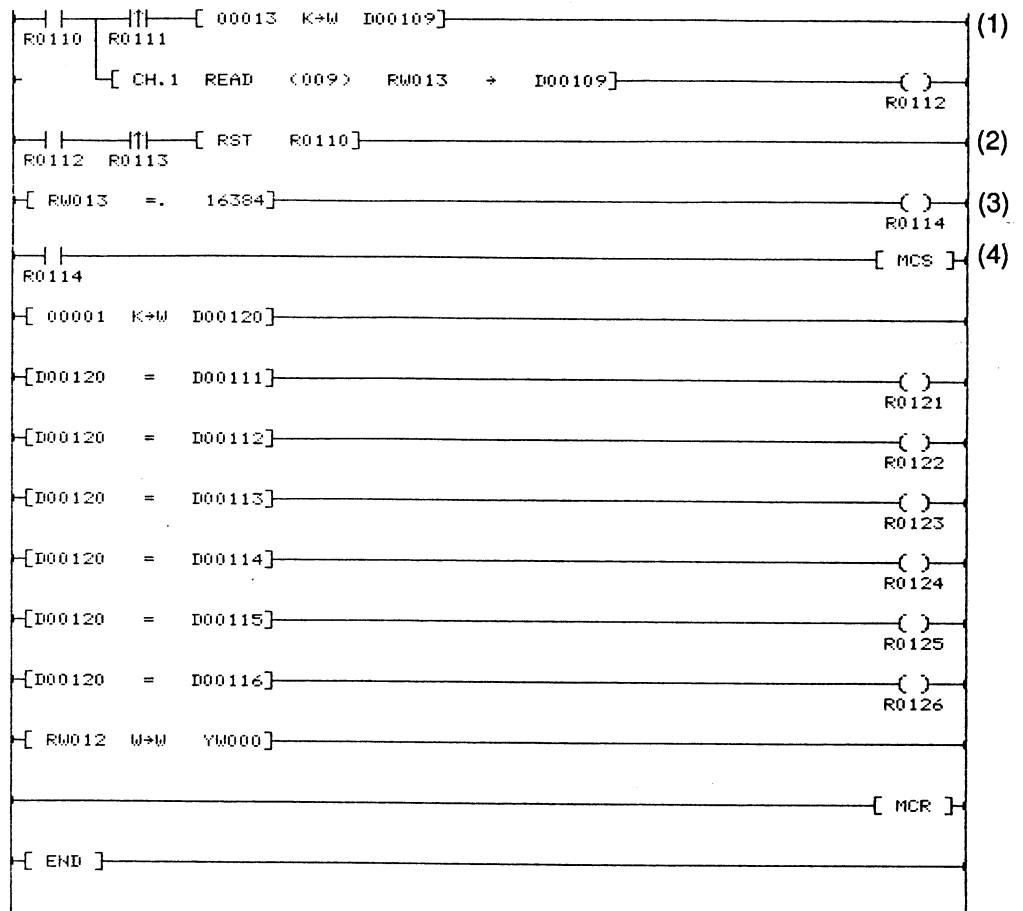 [ 00013 K→W D00109] (1)
R0110 R0111
[ CH.1 READ (009) RW013 → D00109] ( )
R0112
[ RST R0110] (2)
R0112 R0113
[ RW013 =. 16384] ( ) (3)
R0114
[ MCS ] (4)
R0114
[ 00001 K→W D00120]
[D00120 = D00111] ( )
R0121
[D00120 = D00112] ( )
R0122
[D00120 = D00113] ( )
R0123
[D00120 = D00114] ( )
R0124
[D00120 = D00115] ( )
R0125
[D00120 = D00116] ( )
R0126
[ RW012 W→W YW000]
[ MCR ]
[ END ]